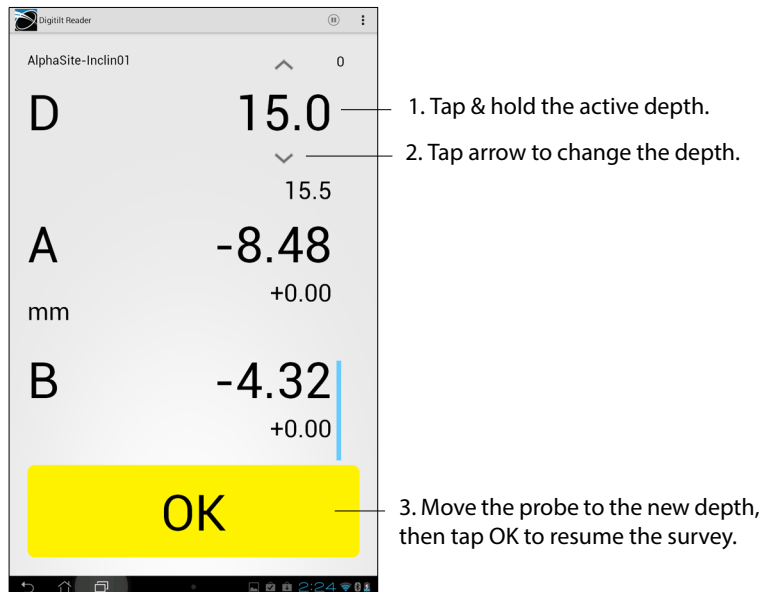 Digitilt Reader
AlphaSite-Inclin01 0
D 15.0
1. Tap & hold the active depth.
2. Tap arrow to change the depth.
15.5
A -8.48
+0.00
mm
B -4.32
+0.00
OK
3. Move the probe to the new depth,
then tap OK to resume the survey.
2:24